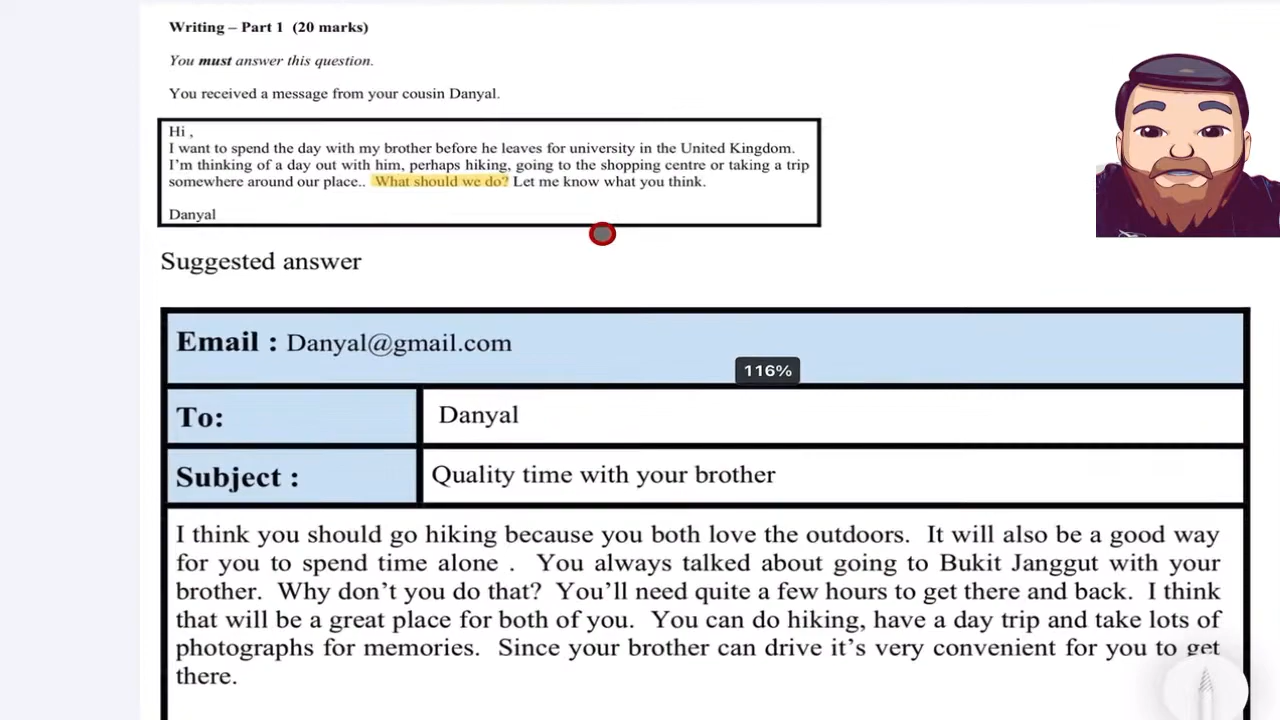 Writing – Part 1 (20 marks)
You must answer this question.
You received a message from your cousin Danyal.
Hi ,
I want to spend the day with my brother before he leaves for university in the United Kingdom.
I'm thinking of a day out with him, perhaps hiking, going to the shopping centre or taking a trip
somewhere around our place.. What should we do? Let me know what you think.
Danyal
Suggested answer
Email : Danyal@gmail.com
116%
To: Danyal
Subject : Quality time with your brother
I think you should go hiking because you both love the outdoors. It will also be a good way
for you to spend time alone . You always talked about going to Bukit Janggut with your
brother. Why don't you do that? You'll need quite a few hours to get there and back. I think
that will be a great place for both of you. You can do hiking, have a day trip and take lots of
photographs for memories. Since your brother can drive it's very convenient for you to get
there.